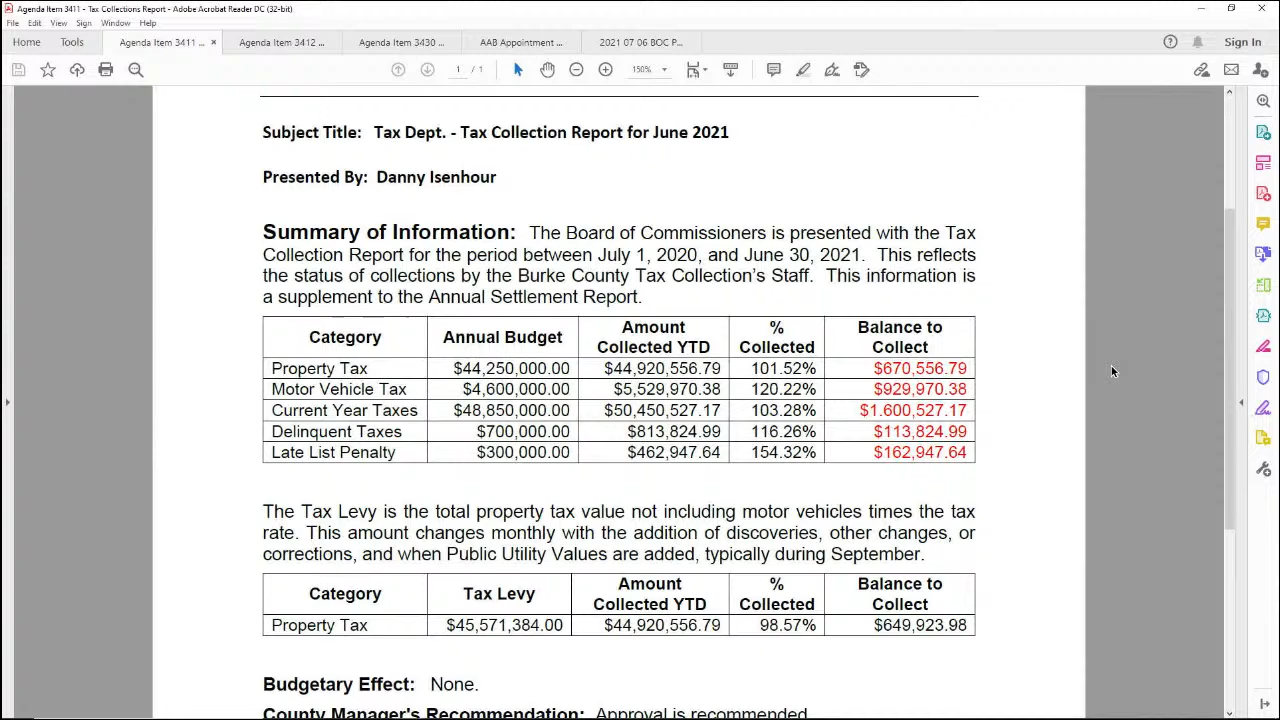 Agenda Item 3411 - Tax Collections Report - Adobe Acrobat Reader DC (32-bit)
File Edit View Sign Window Help
Home Tools Agenda Item 3411 ... × Agenda Item 3412 ... Agenda Item 3430 ... AAB Appointment ... 2021 07 06 BOC P... Sign In
1 / 1 150%
Subject Title: Tax Dept. - Tax Collection Report for June 2021
Presented By: Danny Isenhour
Summary of Information: The Board of Commissioners is presented with the Tax
Collection Report for the period between July 1, 2020, and June 30, 2021. This reflects
the status of collections by the Burke County Tax Collection's Staff. This information is
a supplement to the Annual Settlement Report.
Category Annual Budget Amount Collected YTD % Collected Balance to Collect
Property Tax $44,250,000.00 $44,920,556.79 101.52% $670,556.79
Motor Vehicle Tax $4,600,000.00 $5,529,970.38 120.22% $929,970.38
Current Year Taxes $48,850,000.00 $50,450,527.17 103.28% $1.600,527.17
Delinquent Taxes $700,000.00 $813,824.99 116.26% $113,824.99
Late List Penalty $300,000.00 $462,947.64 154.32% $162,947.64
The Tax Levy is the total property tax value not including motor vehicles times the tax
rate. This amount changes monthly with the addition of discoveries, other changes, or
corrections, and when Public Utility Values are added, typically during September.
Category Tax Levy Amount Collected YTD % Collected Balance to Collect
Property Tax $45,571,384.00 $44,920,556.79 98.57% $649,923.98
Budgetary Effect: None.
County Manager's Recommendation: Approval is recommended